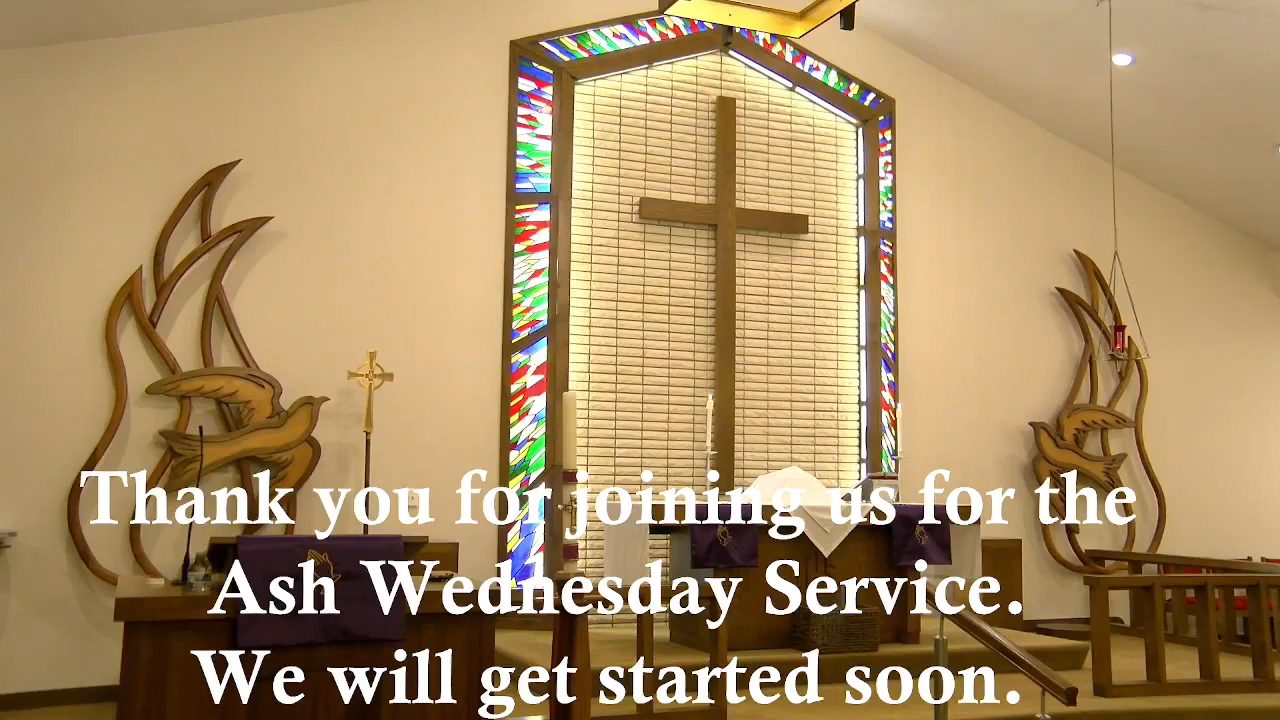 Thank you for joining us for the
Ash Wednesday Service.
We will get started soon.